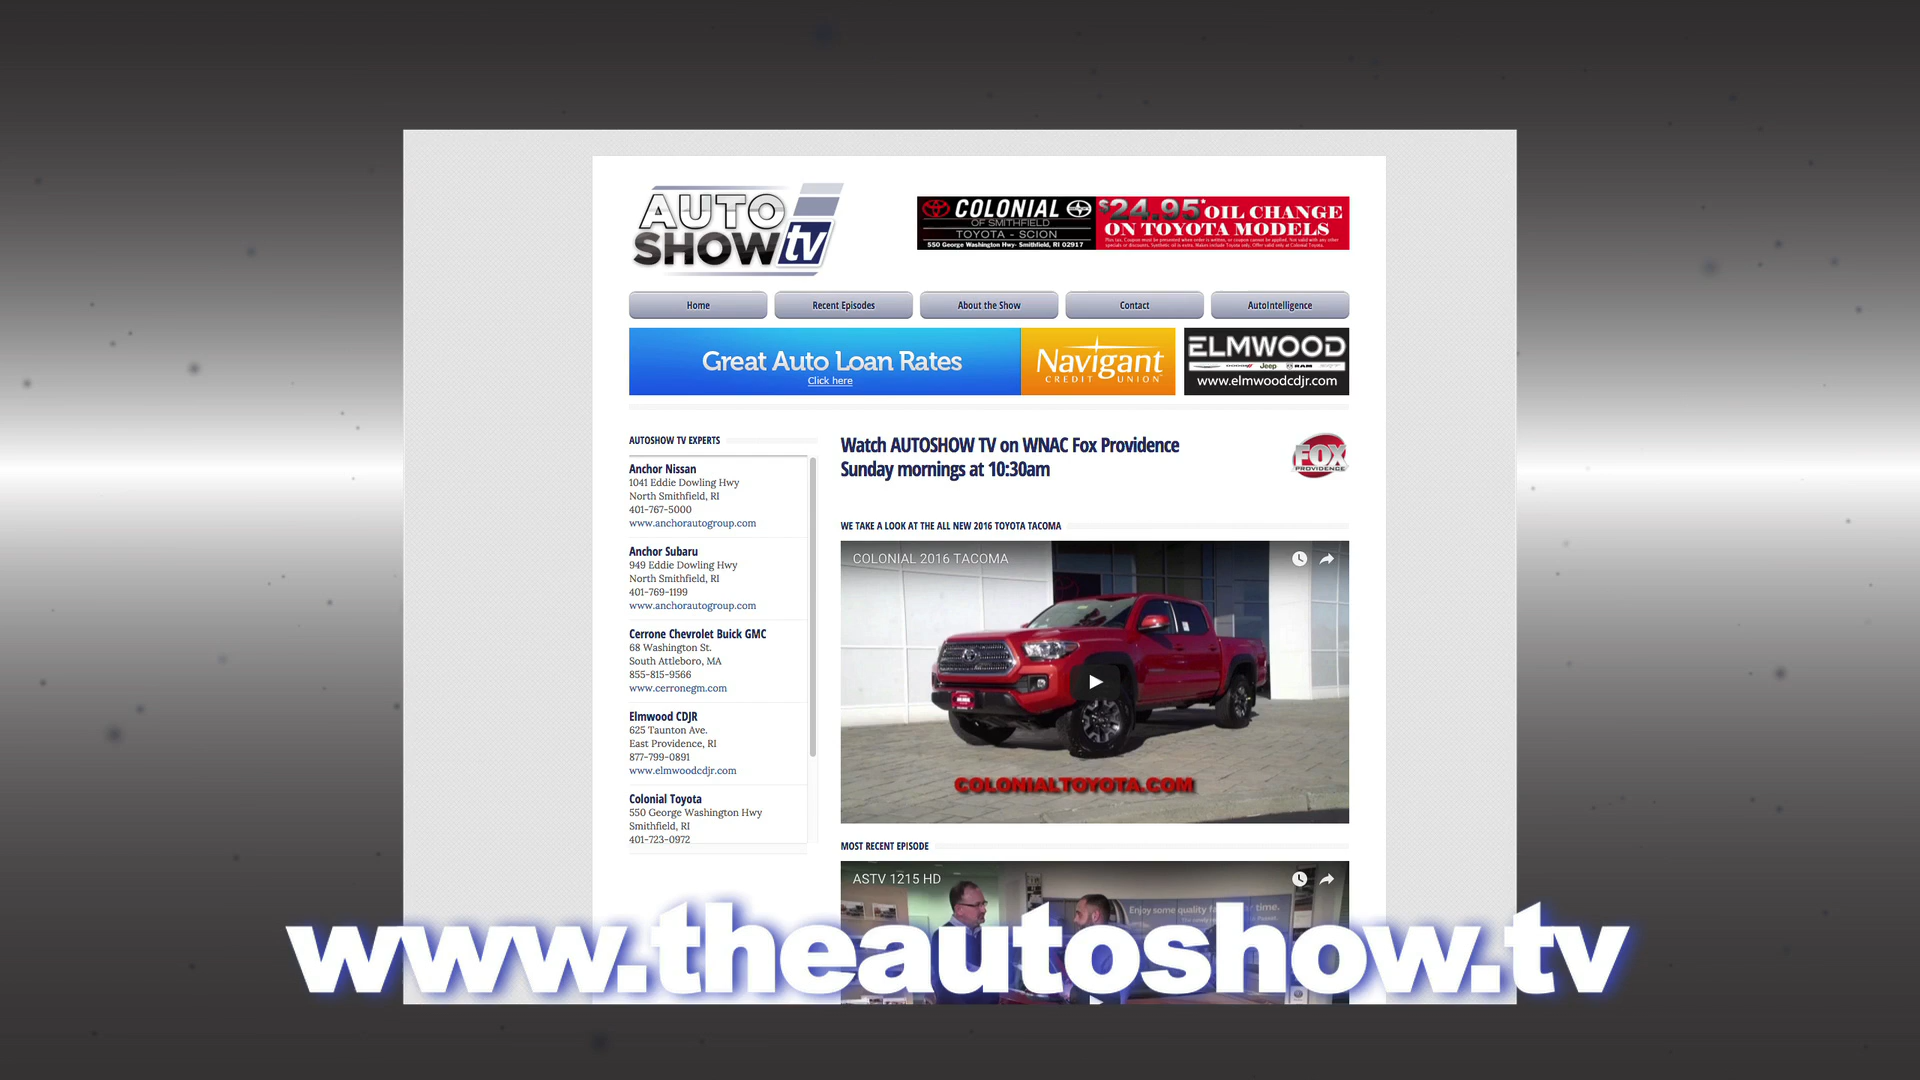 AUTO
SHOW tv
COLONIAL
OF SMITHFIELD
TOYOTA - SCION
550 George Washington Hwy- Smithfield, RI 02917
$24.95* OIL CHANGE
ON TOYOTA MODELS
Home
Recent Episodes
About the Show
Contact
AutoIntelligence
Great Auto Loan Rates
Click here
Navigant
CREDIT UNION
ELMWOOD
DODGE Jeep RAM
www.elmwoodcdjr.com
AUTOSHOW TV EXPERTS
Anchor Nissan
1041 Eddie Dowling Hwy
North Smithfield, RI
401-767-5000
www.anchorautogroup.com
Anchor Subaru
949 Eddie Dowling Hwy
North Smithfield, RI
401-769-1199
www.anchorautogroup.com
Cerrone Chevrolet Buick GMC
68 Washington St.
South Attleboro, MA
855-815-9566
www.cerronegm.com
Elmwood CDJR
625 Taunton Ave.
East Providence, RI
877-799-0891
www.elmwoodcdjr.com
Colonial Toyota
550 George Washington Hwy
Smithfield, RI
401-723-0972
Watch AUTOSHOW TV on WNAC Fox Providence
Sunday mornings at 10:30am
FOX
PROVIDENCE
WE TAKE A LOOK AT THE ALL NEW 2016 TOYOTA TACOMA
COLONIAL 2016 TACOMA
COLONIALTOYOTA.COM
MOST RECENT EPISODE
ASTV 1215 HD
Enjoy some quality time.
www.theautoshow.tv